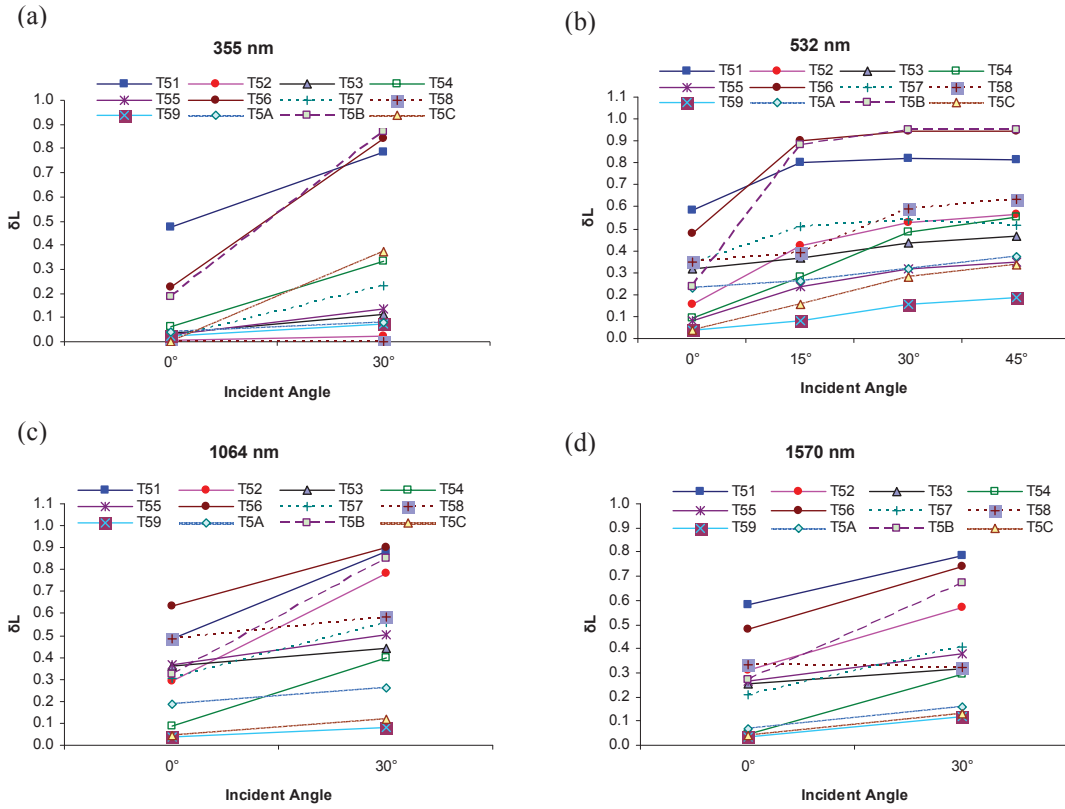 (a)
355 nm
T51 T52 T53 T54
T55 T56 T57 T58
T59 T5A T5B T5C
1.0
0.9
0.8
0.7
0.6
0.5
0.4
0.3
0.2
0.1
0.0
δL
0° 30°
Incident Angle
(b)
532 nm
T51 T52 T53 T54
T55 T56 T57 T58
T59 T5A T5B T5C
1.1
1.0
0.9
0.8
0.7
0.6
0.5
0.4
0.3
0.2
0.1
0.0
δL
0° 15° 30° 45°
Incident Angle
(c)
1064 nm
T51 T52 T53 T54
T55 T56 T57 T58
T59 T5A T5B T5C
1.1
1.0
0.9
0.8
0.7
0.6
0.5
0.4
0.3
0.2
0.1
0.0
δL
0° 30°
Incident Angle
(d)
1570 nm
T51 T52 T53 T54
T55 T56 T57 T58
T59 T5A T5B T5C
1.0
0.9
0.8
0.7
0.6
0.5
0.4
0.3
0.2
0.1
0.0
δL
0° 30°
Incident Angle